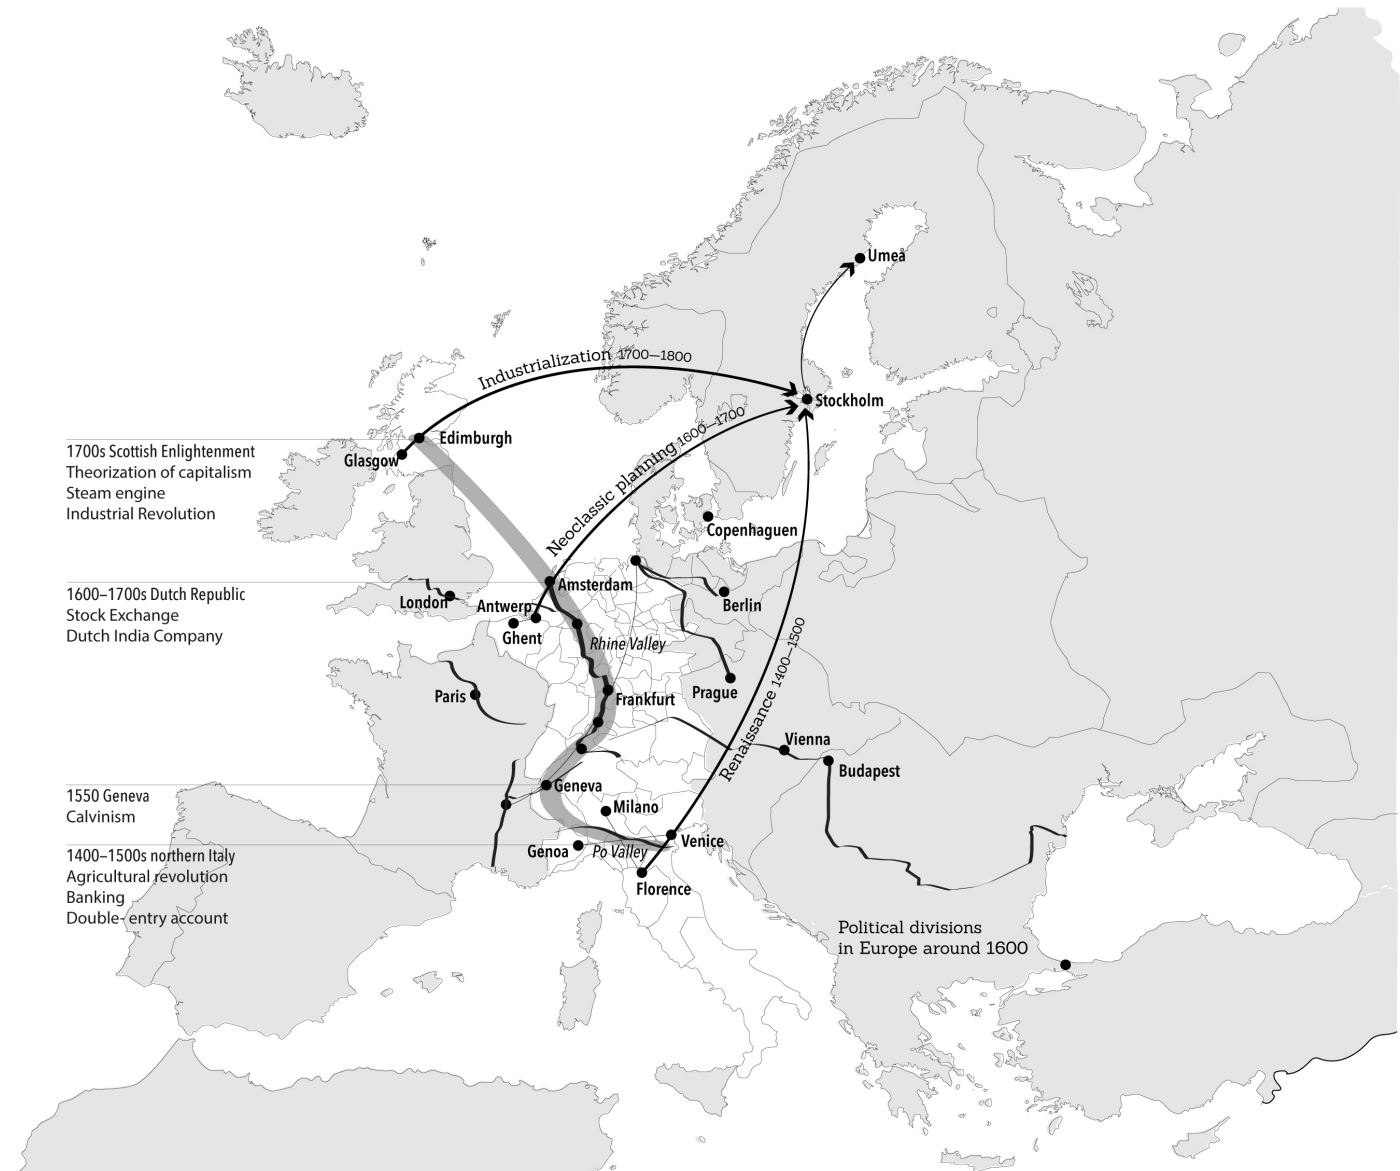 Umeå
Industrialization 1700–1800
Stockholm
Neoclassic planning 1600–1700
Edimburgh
Glasgow
1700s Scottish Enlightenment
Theorization of capitalism
Steam engine
Industrial Revolution
Copenhaguen
Amsterdam
1600–1700s Dutch Republic
Stock Exchange
Dutch India Company
London
Antwerp
Ghent
Berlin
Rhine Valley
Renaissance 1400–1500
Paris
Frankfurt
Prague
Vienna
Budapest
1550 Geneva
Calvinism
Geneva
Milano
Venice
Genoa
Po Valley
Florence
1400–1500s northern Italy
Agricultural revolution
Banking
Double- entry account
Political divisions
in Europe around 1600